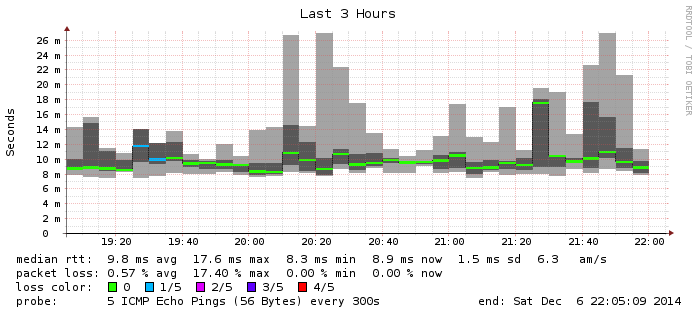 Last 3 Hours
RRDTOOL / TOBI OETIKER
Seconds
26 m
24 m
22 m
20 m
18 m
16 m
14 m
12 m
10 m
8 m
6 m
4 m
2 m
0
19:20 19:40 20:00 20:20 20:40 21:00 21:20 21:40 22:00
median rtt: 9.8 ms avg 17.6 ms max 8.3 ms min 8.9 ms now 1.5 ms sd 6.3 am/s
packet loss: 0.57 % avg 17.40 % max 0.00 % min 0.00 % now
loss color: 0 1/5 2/5 3/5 4/5
probe: 5 ICMP Echo Pings (56 Bytes) every 300s end: Sat Dec 6 22:05:09 2014